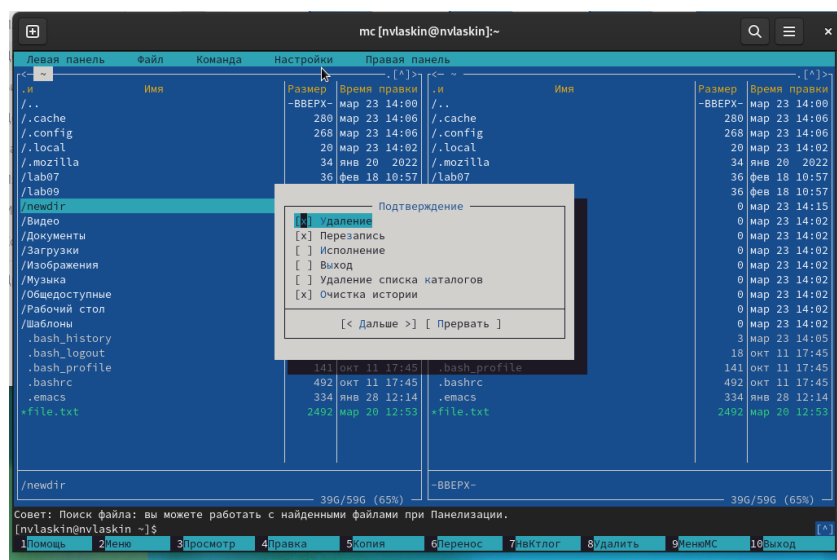 mc [nvlaskin@nvlaskin]:~
Левая панель Файл Команда Настройки Правая панель
<— ~ .[^]> <— ~ .[^]>
.и Имя Размер Время правки .и Имя Размер Время правки
/.. -ВВЕРХ- мар 23 14:00 /.. -ВВЕРХ- мар 23 14:00
/.cache 280 мар 23 14:06 /.cache 280 мар 23 14:06
/.config 268 мар 23 14:06 /.config 268 мар 23 14:06
/.local 20 мар 23 14:02 /.local 20 мар 23 14:02
/.mozilla 34 янв 20 2022 /.mozilla 34 янв 20 2022
/lab07 36 фев 18 10:57 /lab07 36 фев 18 10:57
/lab09 36 фев 18 10:57
/newdir Подтверждение 0 мар 23 14:15
/Видео [x] Удаление 0 мар 23 14:02
/Документы [x] Перезапись 0 мар 23 14:02
/Загрузки [ ] Исполнение 0 мар 23 14:02
/Изображения [ ] Выход 0 мар 23 14:02
/Музыка [ ] Удаление списка каталогов 0 мар 23 14:02
/Общедоступные [x] Очистка истории 0 мар 23 14:02
/Рабочий стол 0 мар 23 14:02
/Шаблоны [< Дальше >] [ Прервать ] 0 мар 23 14:02
.bash_history 3 мар 23 14:05
.bash_logout 18 окт 11 17:45
.bash_profile 141 окт 11 17:45 .bash_profile 141 окт 11 17:45
.bashrc 492 окт 11 17:45 .bashrc 492 окт 11 17:45
.emacs 334 янв 28 12:14 .emacs 334 янв 28 12:14
*file.txt 2492 мар 20 12:53 *file.txt 2492 мар 20 12:53
/newdir -ВВЕРХ-
39G/59G (65%) 39G/59G (65%)
Совет: Поиск файла: вы можете работать с найденными файлами при Панелизации.
[nvlaskin@nvlaskin ~]$ [^]
1Помощь 2Меню 3Просмотр 4Правка 5Копия 6Перенос 7НвКтлог 8Удалить 9МенюМС 10Выход